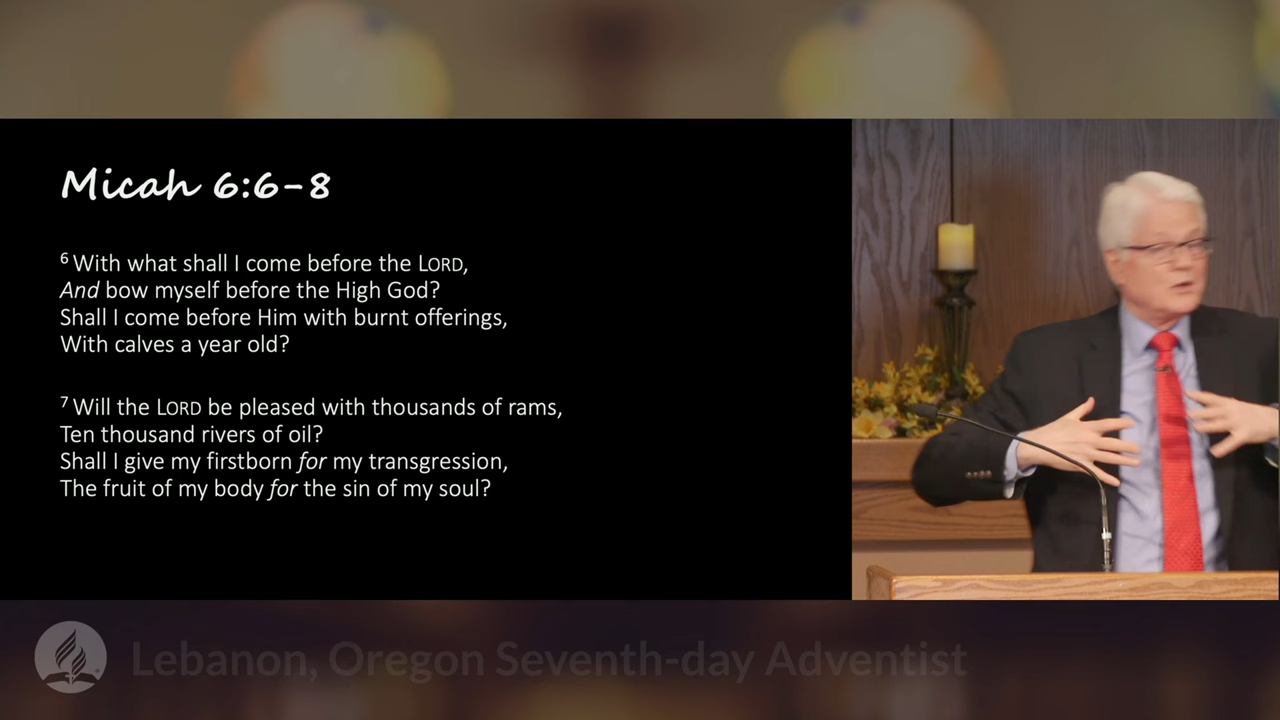 Micah 6:6-8
6 With what shall I come before the LORD,
And bow myself before the High God?
Shall I come before Him with burnt offerings,
With calves a year old?
7 Will the LORD be pleased with thousands of rams,
Ten thousand rivers of oil?
Shall I give my firstborn for my transgression,
The fruit of my body for the sin of my soul?
Lebanon, Oregon Seventh-day Adventist